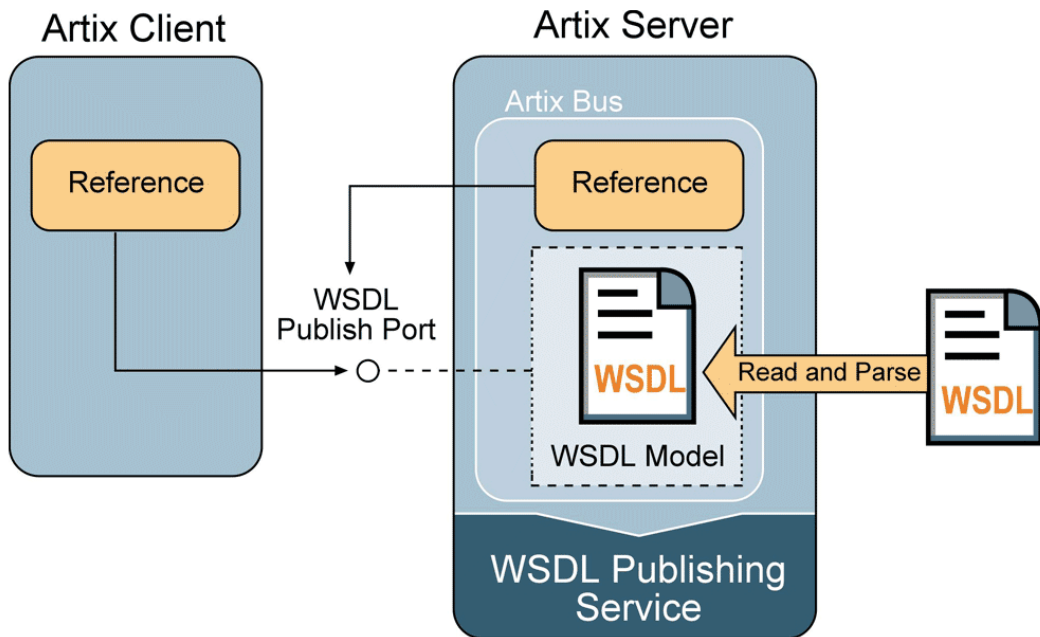 Artix Client
Artix Server
Artix Bus
Reference
Reference
WSDL
Publish Port
WSDL
Read and Parse
WSDL
WSDL Model
WSDL Publishing
Service